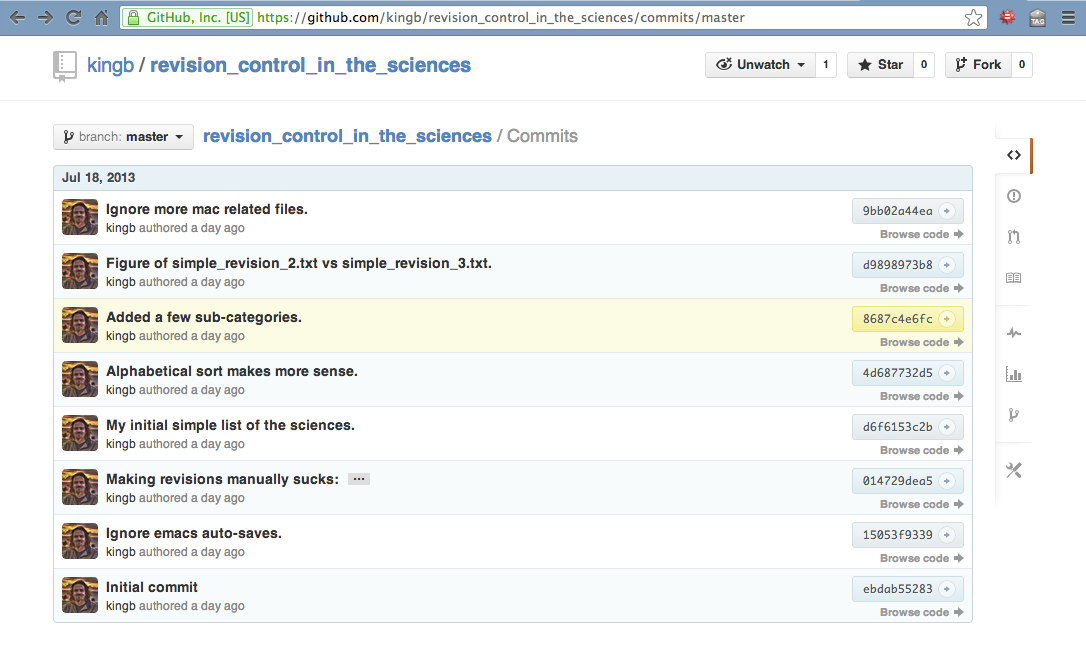 GitHub, Inc. [US] https://github.com/kingb/revision_control_in_the_sciences/commits/master
kingb / revision_control_in_the_sciences
Unwatch 1 Star 0 Fork 0
branch: master revision_control_in_the_sciences / Commits
Jul 18, 2013
Ignore more mac related files.
9bb02a44ea
kingb authored a day ago
Browse code
Figure of simple_revision_2.txt vs simple_revision_3.txt.
d9898973b8
kingb authored a day ago
Browse code
Added a few sub-categories.
8687c4e6fc
kingb authored a day ago
Browse code
Alphabetical sort makes more sense.
4d687732d5
kingb authored a day ago
Browse code
My initial simple list of the sciences.
d6f6153c2b
kingb authored a day ago
Browse code
Making revisions manually sucks: ...
014729dea5
kingb authored a day ago
Browse code
Ignore emacs auto-saves.
15053f9339
kingb authored a day ago
Browse code
Initial commit
ebdab55283
kingb authored a day ago
Browse code